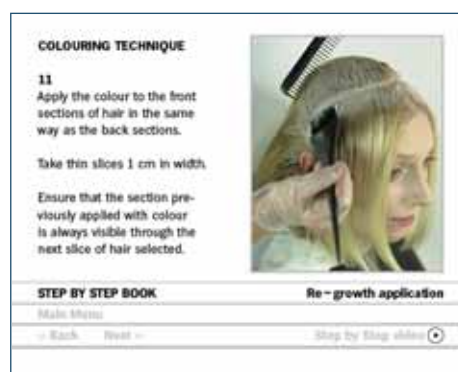 COLOURING TECHNIQUE
11
Apply the colour to the front
sections of hair in the same
way as the back sections.
Take thin slices 1 cm in width.
Ensure that the section pre-
viously applied with colour
is always visible through the
next slice of hair selected.
STEP BY STEP BOOK
Re-growth application
Main Menu
Back Next
Step by Step video